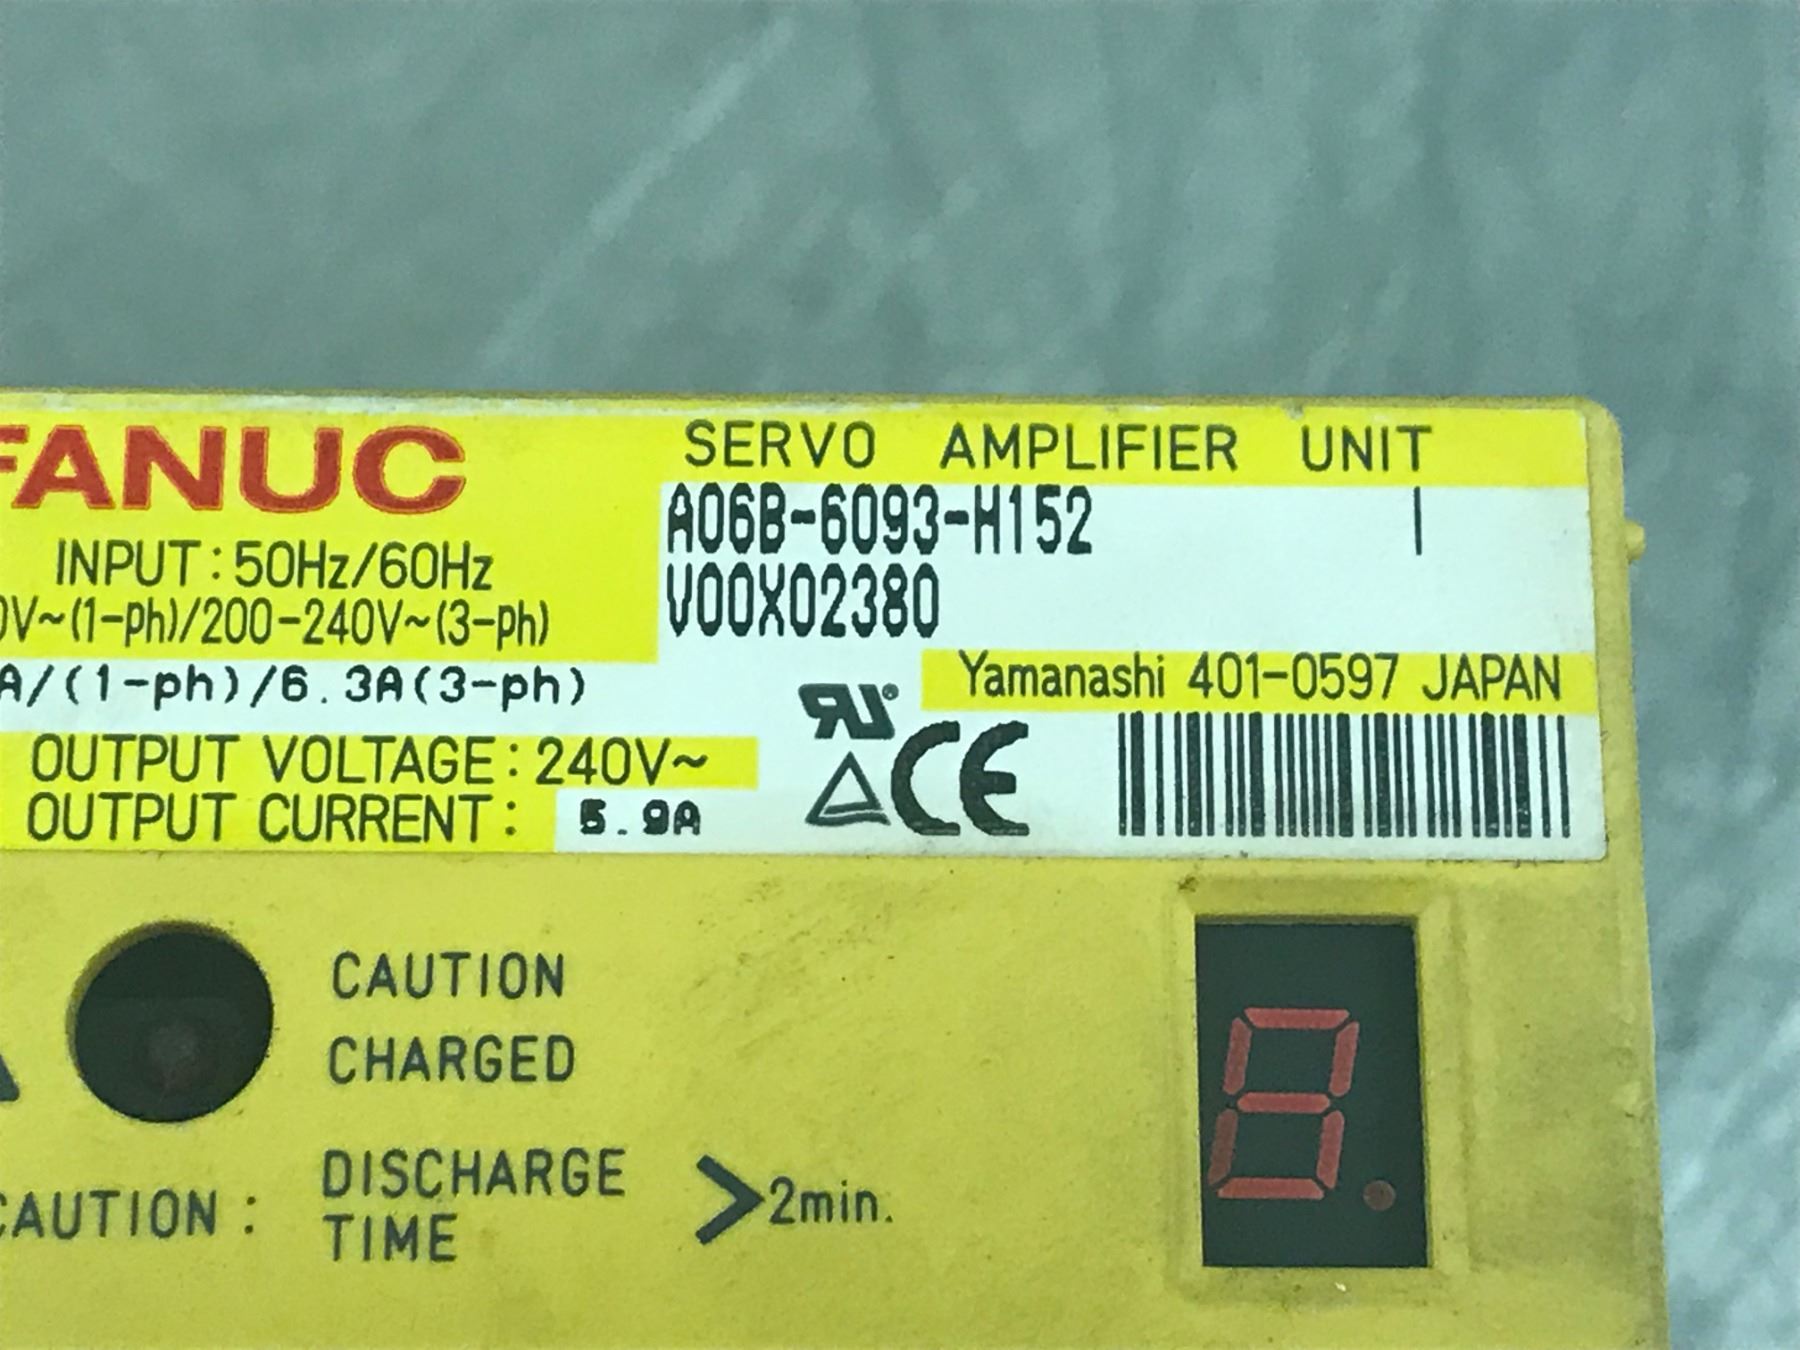 FANUC
SERVO AMPLIFIER UNIT
A06B-6093-H152 I
V00X02380
INPUT: 50Hz/60Hz
0V~(1-ph)/200-240V~(3-ph)
A/(1-ph)/6.3A(3-ph)
Yamanashi 401-0597 JAPAN
OUTPUT VOLTAGE: 240V~
OUTPUT CURRENT: 5.9A
CE
CAUTION
CHARGED
CAUTION: DISCHARGE TIME >2min.
8.